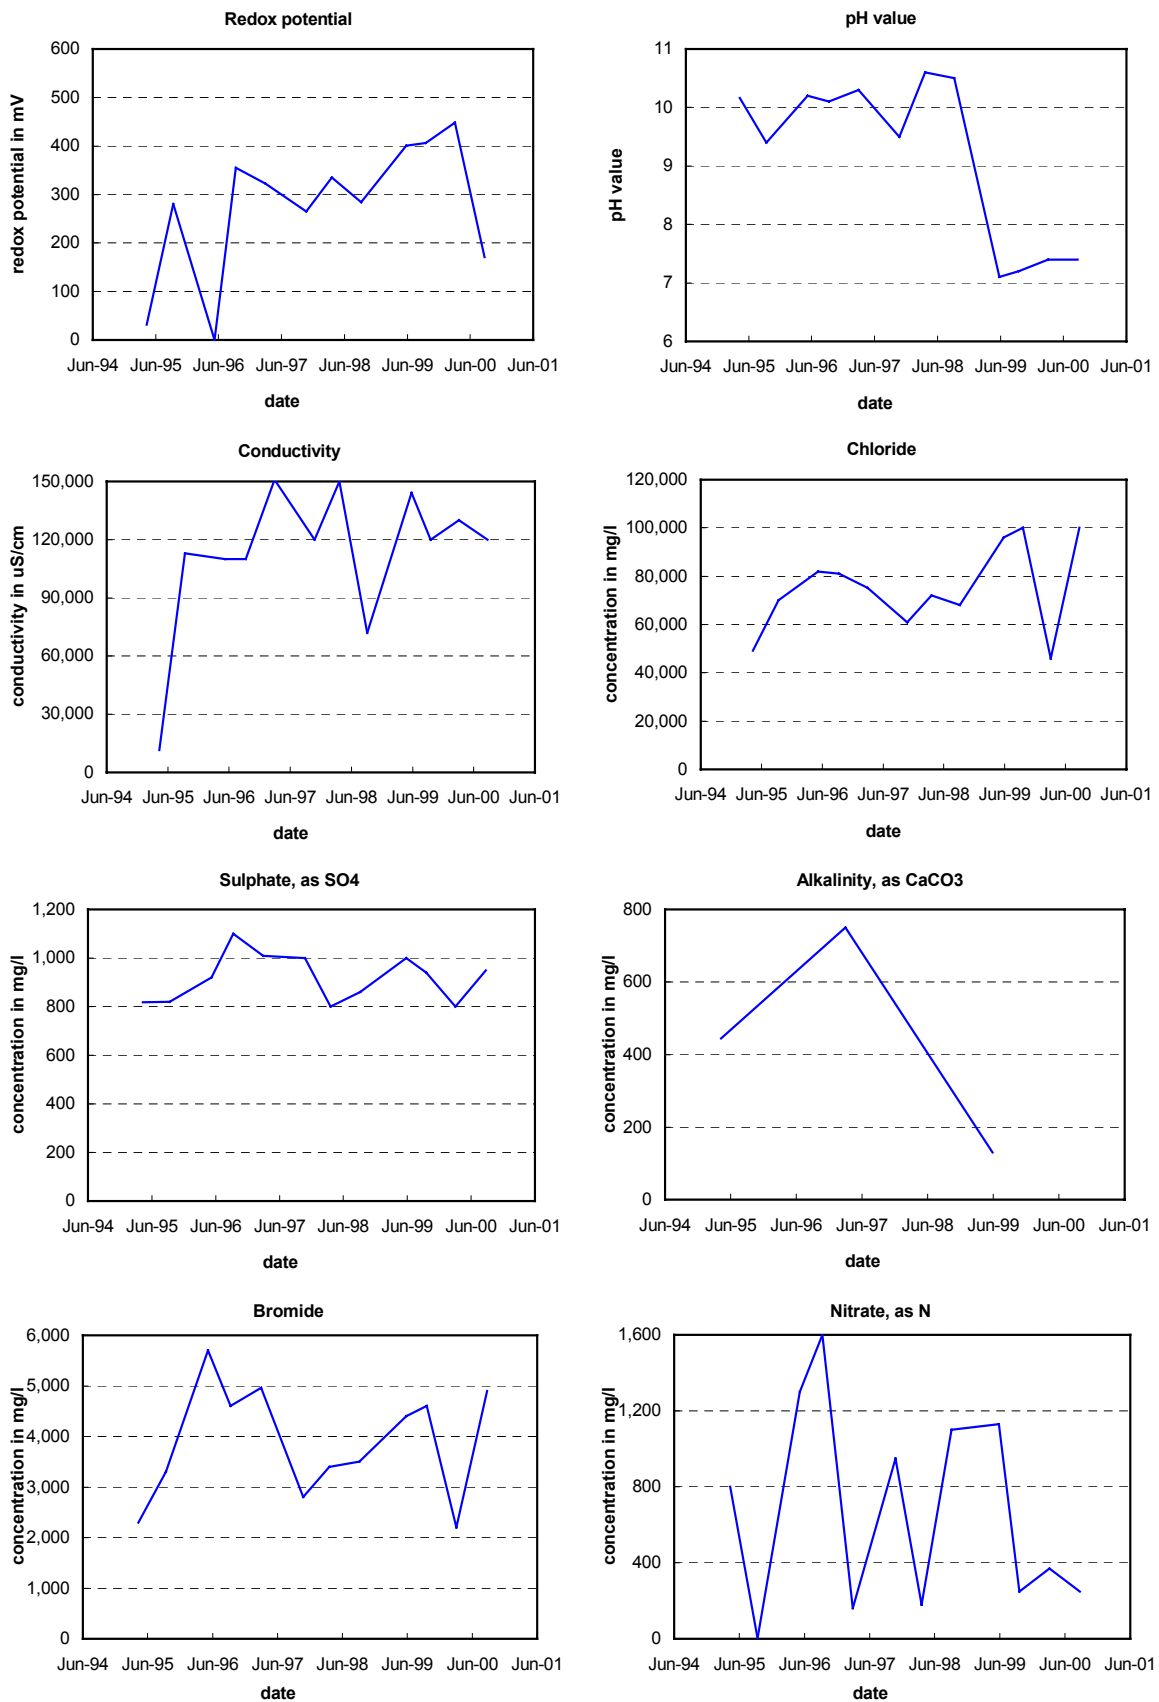 Redox potential
redox potential in mV
600
500
400
300
200
100
0
Jun-94 Jun-95 Jun-96 Jun-97 Jun-98 Jun-99 Jun-00 Jun-01
date
pH value
pH value
11
10
9
8
7
6
Jun-94 Jun-95 Jun-96 Jun-97 Jun-98 Jun-99 Jun-00 Jun-01
date
Conductivity
conductivity in uS/cm
150,000
120,000
90,000
60,000
30,000
0
Jun-94 Jun-95 Jun-96 Jun-97 Jun-98 Jun-99 Jun-00 Jun-01
date
Chloride
concentration in mg/l
120,000
100,000
80,000
60,000
40,000
20,000
0
Jun-94 Jun-95 Jun-96 Jun-97 Jun-98 Jun-99 Jun-00 Jun-01
date
Sulphate, as SO4
concentration in mg/l
1,200
1,000
800
600
400
200
0
Jun-94 Jun-95 Jun-96 Jun-97 Jun-98 Jun-99 Jun-00 Jun-01
date
Alkalinity, as CaCO3
concentration in mg/l
800
600
400
200
0
Jun-94 Jun-95 Jun-96 Jun-97 Jun-98 Jun-99 Jun-00 Jun-01
date
Bromide
concentration in mg/l
6,000
5,000
4,000
3,000
2,000
1,000
0
Jun-94 Jun-95 Jun-96 Jun-97 Jun-98 Jun-99 Jun-00 Jun-01
date
Nitrate, as N
concentration in mg/l
1,600
1,200
800
400
0
Jun-94 Jun-95 Jun-96 Jun-97 Jun-98 Jun-99 Jun-00 Jun-01
date